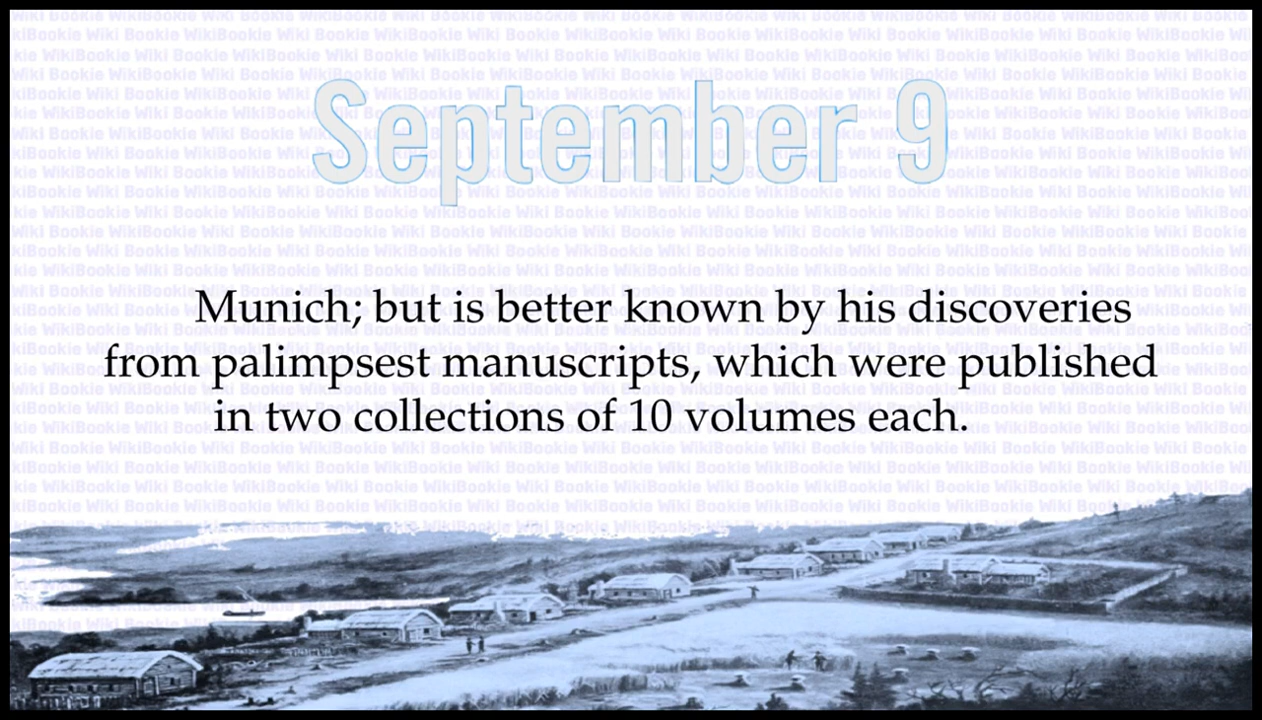 September 9
Munich; but is better known by his discoveries
from palimpsest manuscripts, which were published
in two collections of 10 volumes each.